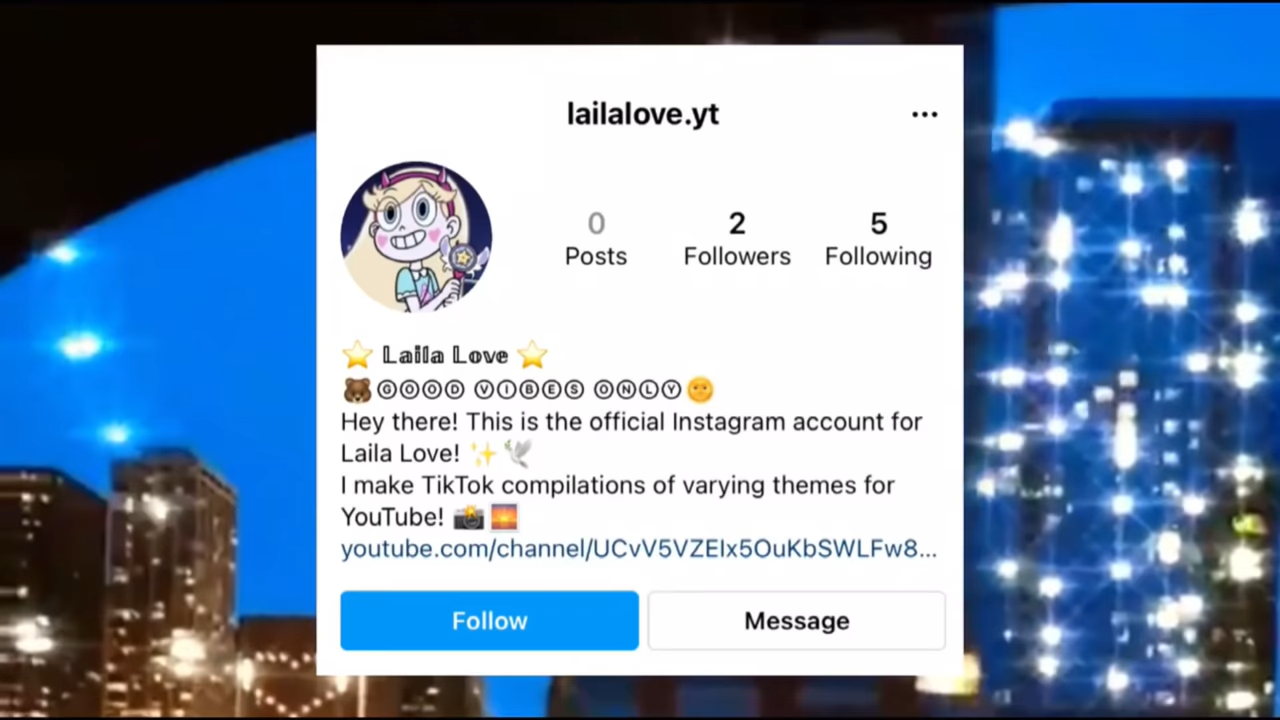 lailalove.yt
0 2 5
Posts Followers Following
⭐ 𝕃𝕒𝕚𝕝𝕒 𝕃𝕠𝕧𝕖 ⭐
🐻ⒼⓄⓄⒹ ⓋⒾⒷⒺⓈ ⓄⓃⓁⓎ🌞
Hey there! This is the official Instagram account for
Laila Love! ✨🕊
I make TikTok compilations of varying themes for
YouTube! 📸🌅
youtube.com/channel/UCvV5VZEIx5OuKbSWLFw8...
Follow Message